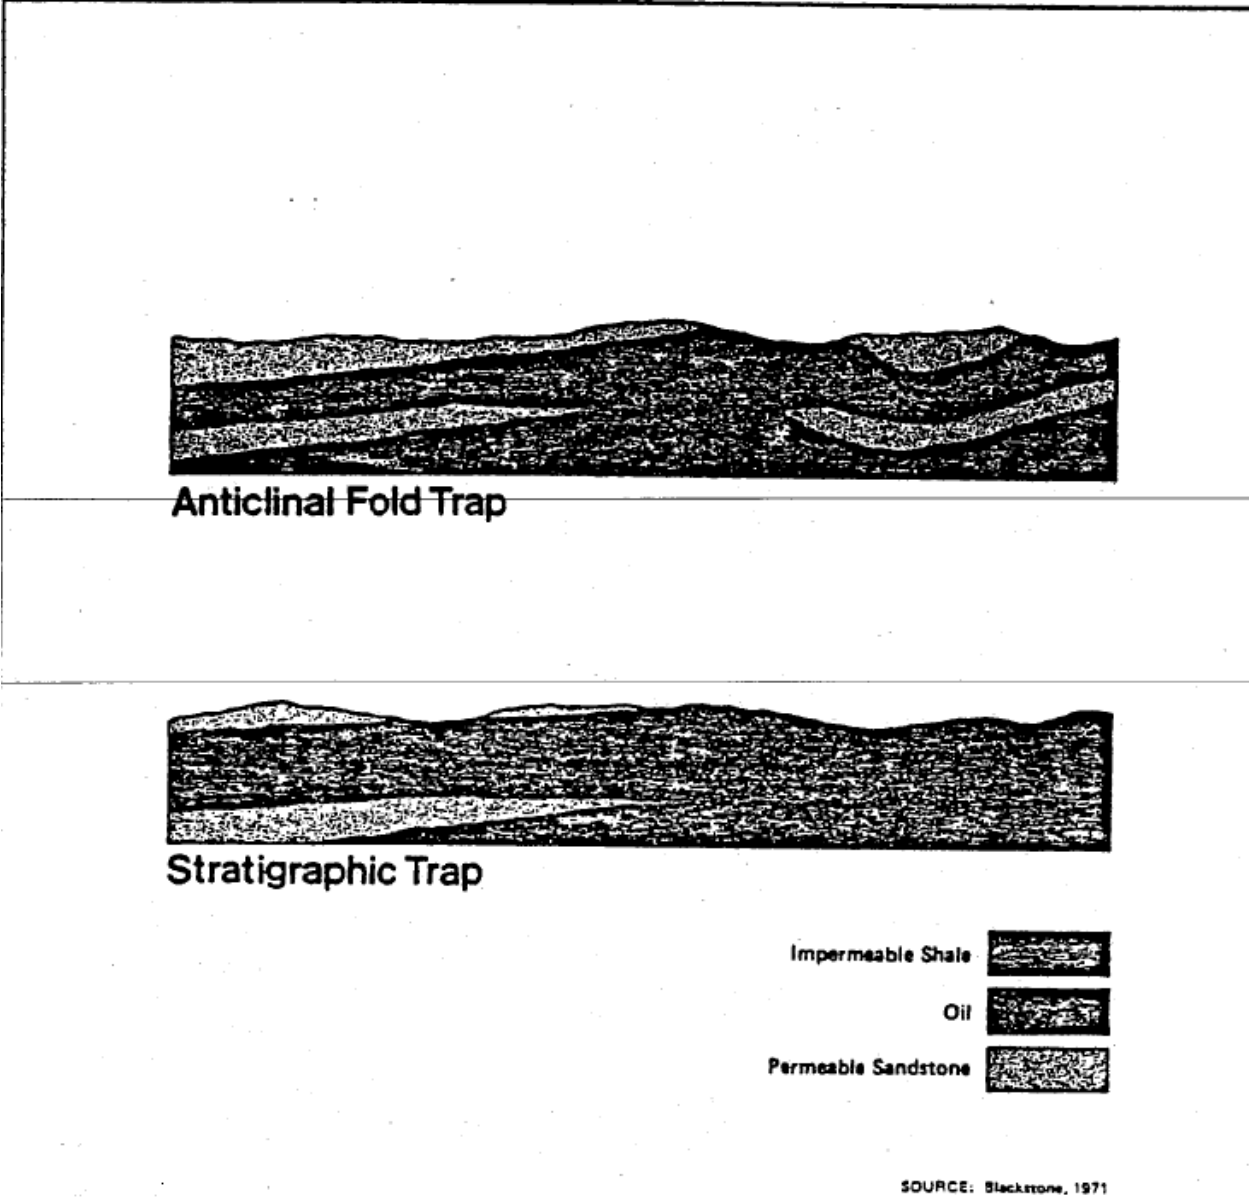 Anticlinal Fold Trap
Stratigraphic Trap
Impermeable Shale
Oil
Permeable Sandstone
SOURCE: Blackstone, 1971